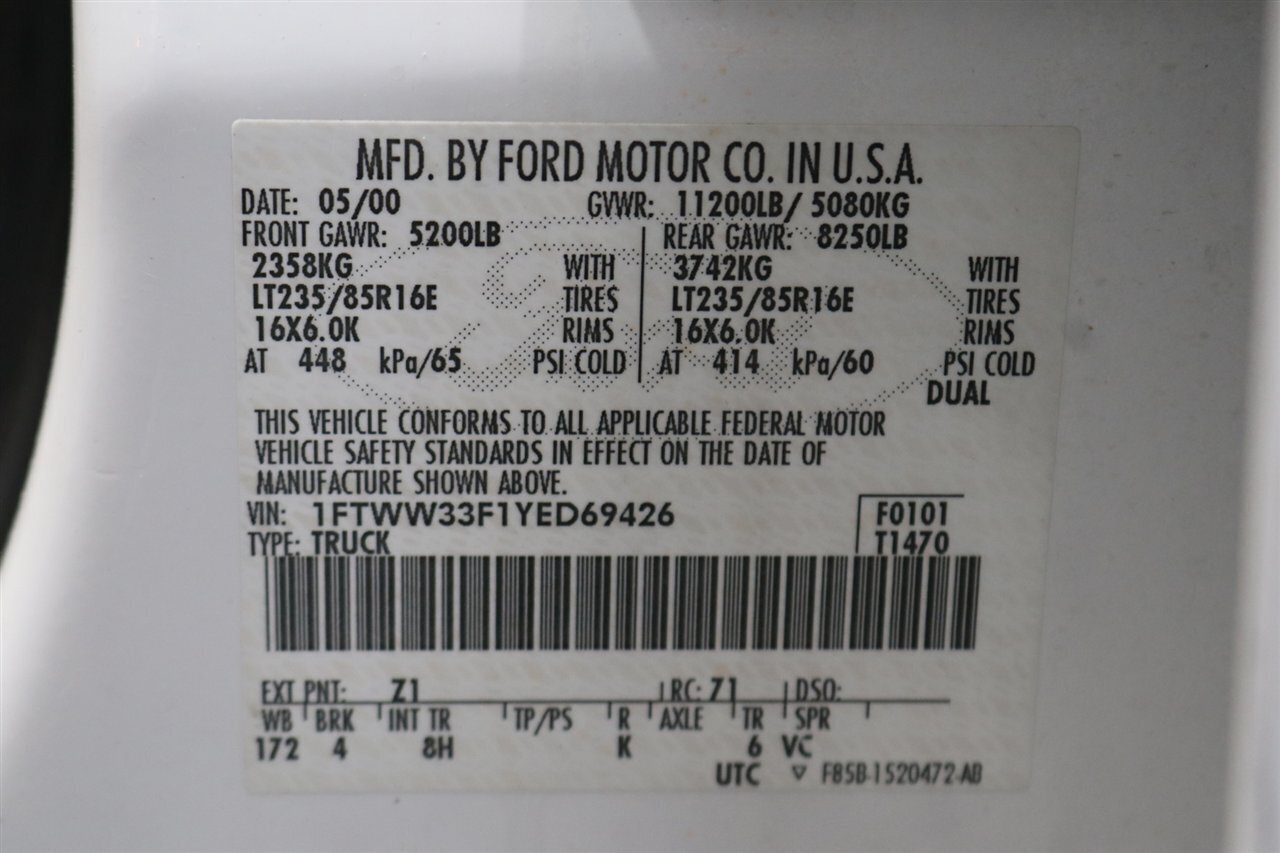 MFD. BY FORD MOTOR CO. IN U.S.A.
DATE: 05/00 GVWR: 11200LB/ 5080KG
FRONT GAWR: 5200LB REAR GAWR: 8250LB
2358KG WITH 3742KG WITH
LT235/85R16E TIRES LT235/85R16E TIRES
16X6.0K RIMS 16X6.0K RIMS
AT 448 kPa/65 PSI COLD AT 414 kPa/60 PSI COLD
DUAL
THIS VEHICLE CONFORMS TO ALL APPLICABLE FEDERAL MOTOR
VEHICLE SAFETY STANDARDS IN EFFECT ON THE DATE OF
MANUFACTURE SHOWN ABOVE.
VIN: 1FTWW33F1YED69426 F0101
TYPE: TRUCK T1470
EXT PNT: Z1 RC: 71 DSO:
WB BRK INT TR TP/PS R AXLE TR SPR
172 4 8H K 6 VC
UTC ▽ F85B-1520472-AB